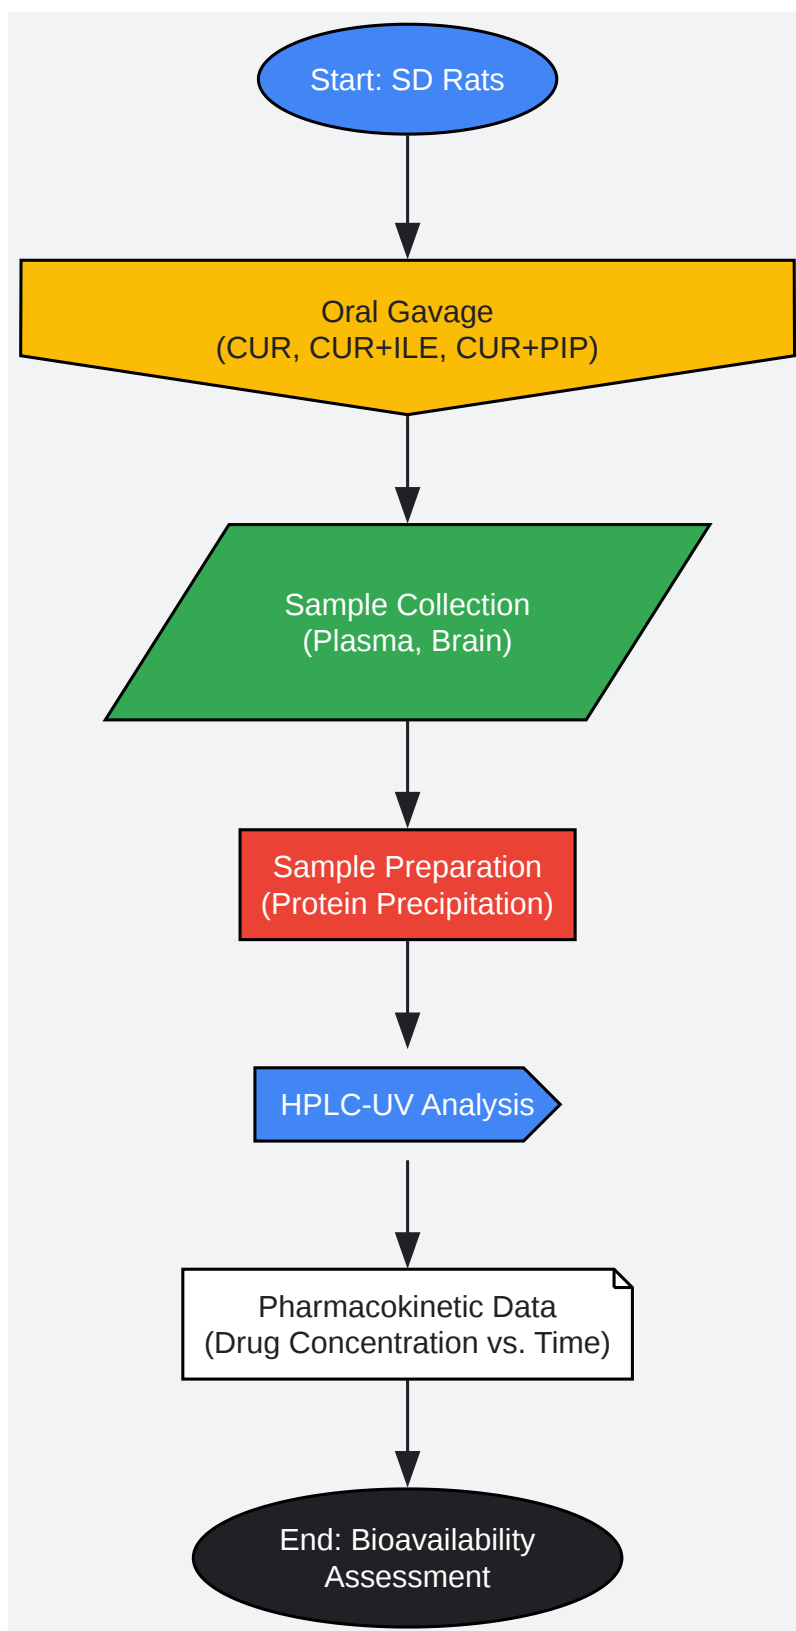 Start: SD Rats
Oral Gavage
(CUR, CUR+ILE, CUR+PIP)
Sample Collection
(Plasma, Brain)
Sample Preparation
(Protein Precipitation)
HPLC-UV Analysis
Pharmacokinetic Data
(Drug Concentration vs. Time)
End: Bioavailability
Assessment